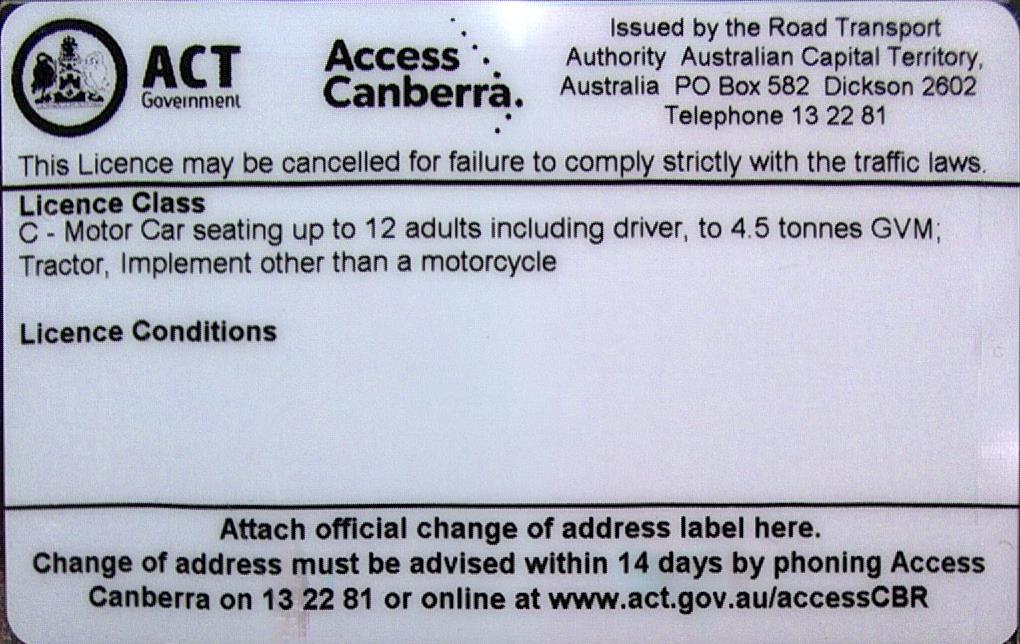 ACT
Government
Access
Canberra.
Issued by the Road Transport
Authority Australian Capital Territory,
Australia PO Box 582 Dickson 2602
Telephone 13 22 81
This Licence may be cancelled for failure to comply strictly with the traffic laws.
Licence Class
C - Motor Car seating up to 12 adults including driver, to 4.5 tonnes GVM;
Tractor, Implement other than a motorcycle
Licence Conditions
Attach official change of address label here.
Change of address must be advised within 14 days by phoning Access
Canberra on 13 22 81 or online at www.act.gov.au/accessCBR